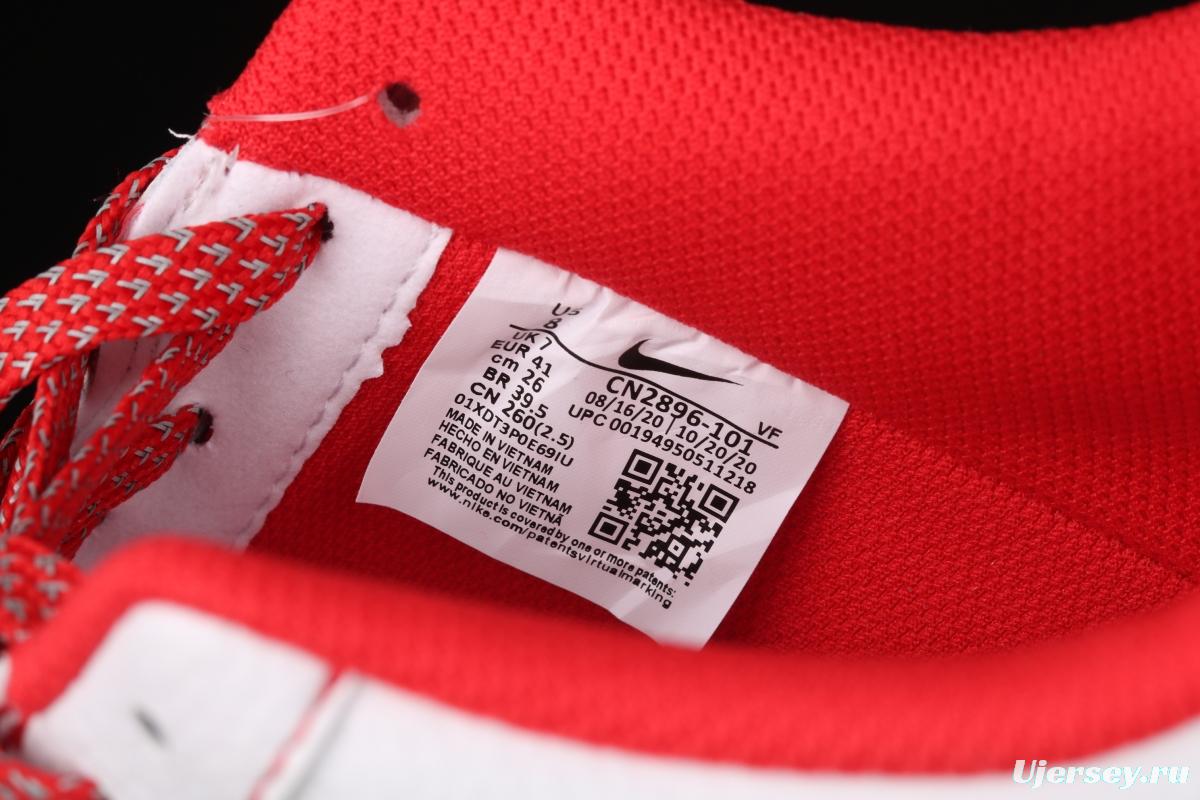 US 8
UK 7
EUR 41
cm 26
BR 39.5
CN 260(2.5)
01XDT3P0E69IU
MADE IN VIETNAM
HECHO EN VIETNAM
FABRIQUE AU VIETNAM
FABRICADO NO VIETNÃ
This product is covered by one or more patents:
www.nike.com/patentsvirtualmarking
CN2896-101 VF
08/16/20 | 10/20/20
UPC 00194950511218
Ujersey.ru